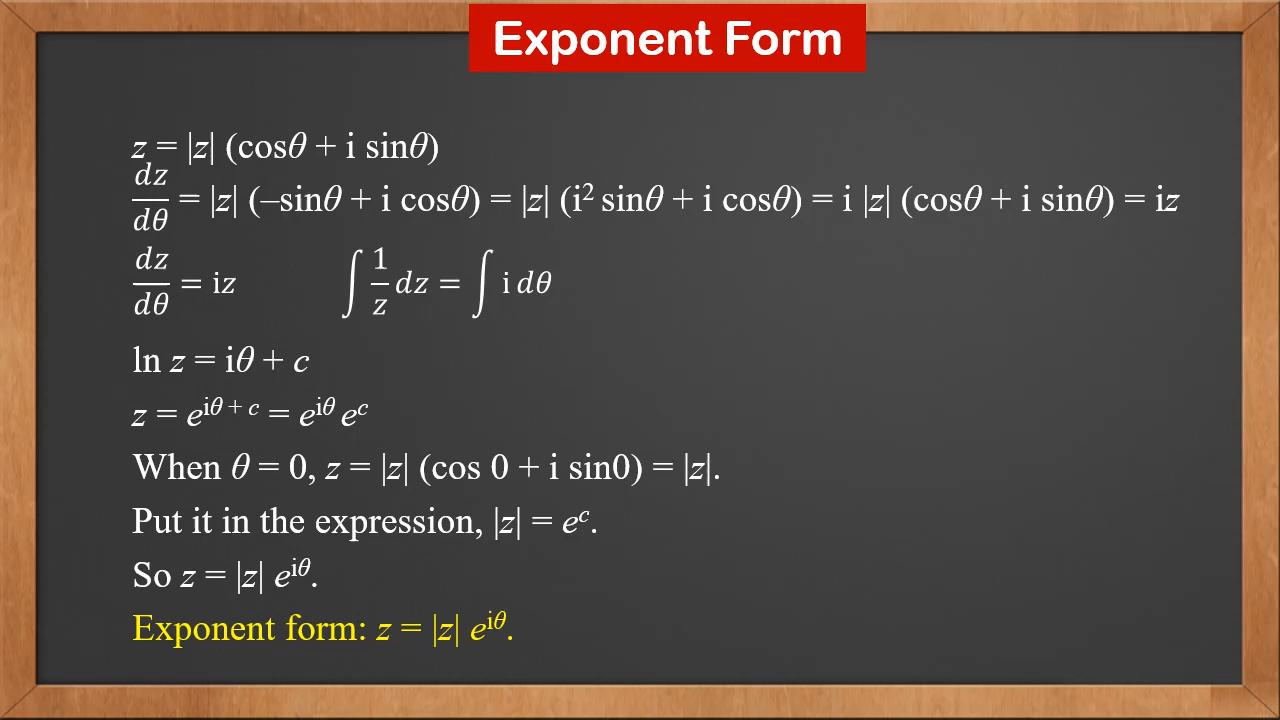 Exponent Form
z = |z| (cosθ + i sinθ)
dz/dθ = |z| (–sinθ + i cosθ) = |z| (i² sinθ + i cosθ) = i |z| (cosθ + i sinθ) = iz
dz/dθ = iz ∫ 1/z dz = ∫ i dθ
ln z = iθ + c
z = e^(iθ + c) = e^(iθ) e^c
When θ = 0, z = |z| (cos 0 + i sin0) = |z|.
Put it in the expression, |z| = e^c.
So z = |z| e^(iθ).
Exponent form: z = |z| e^(iθ).